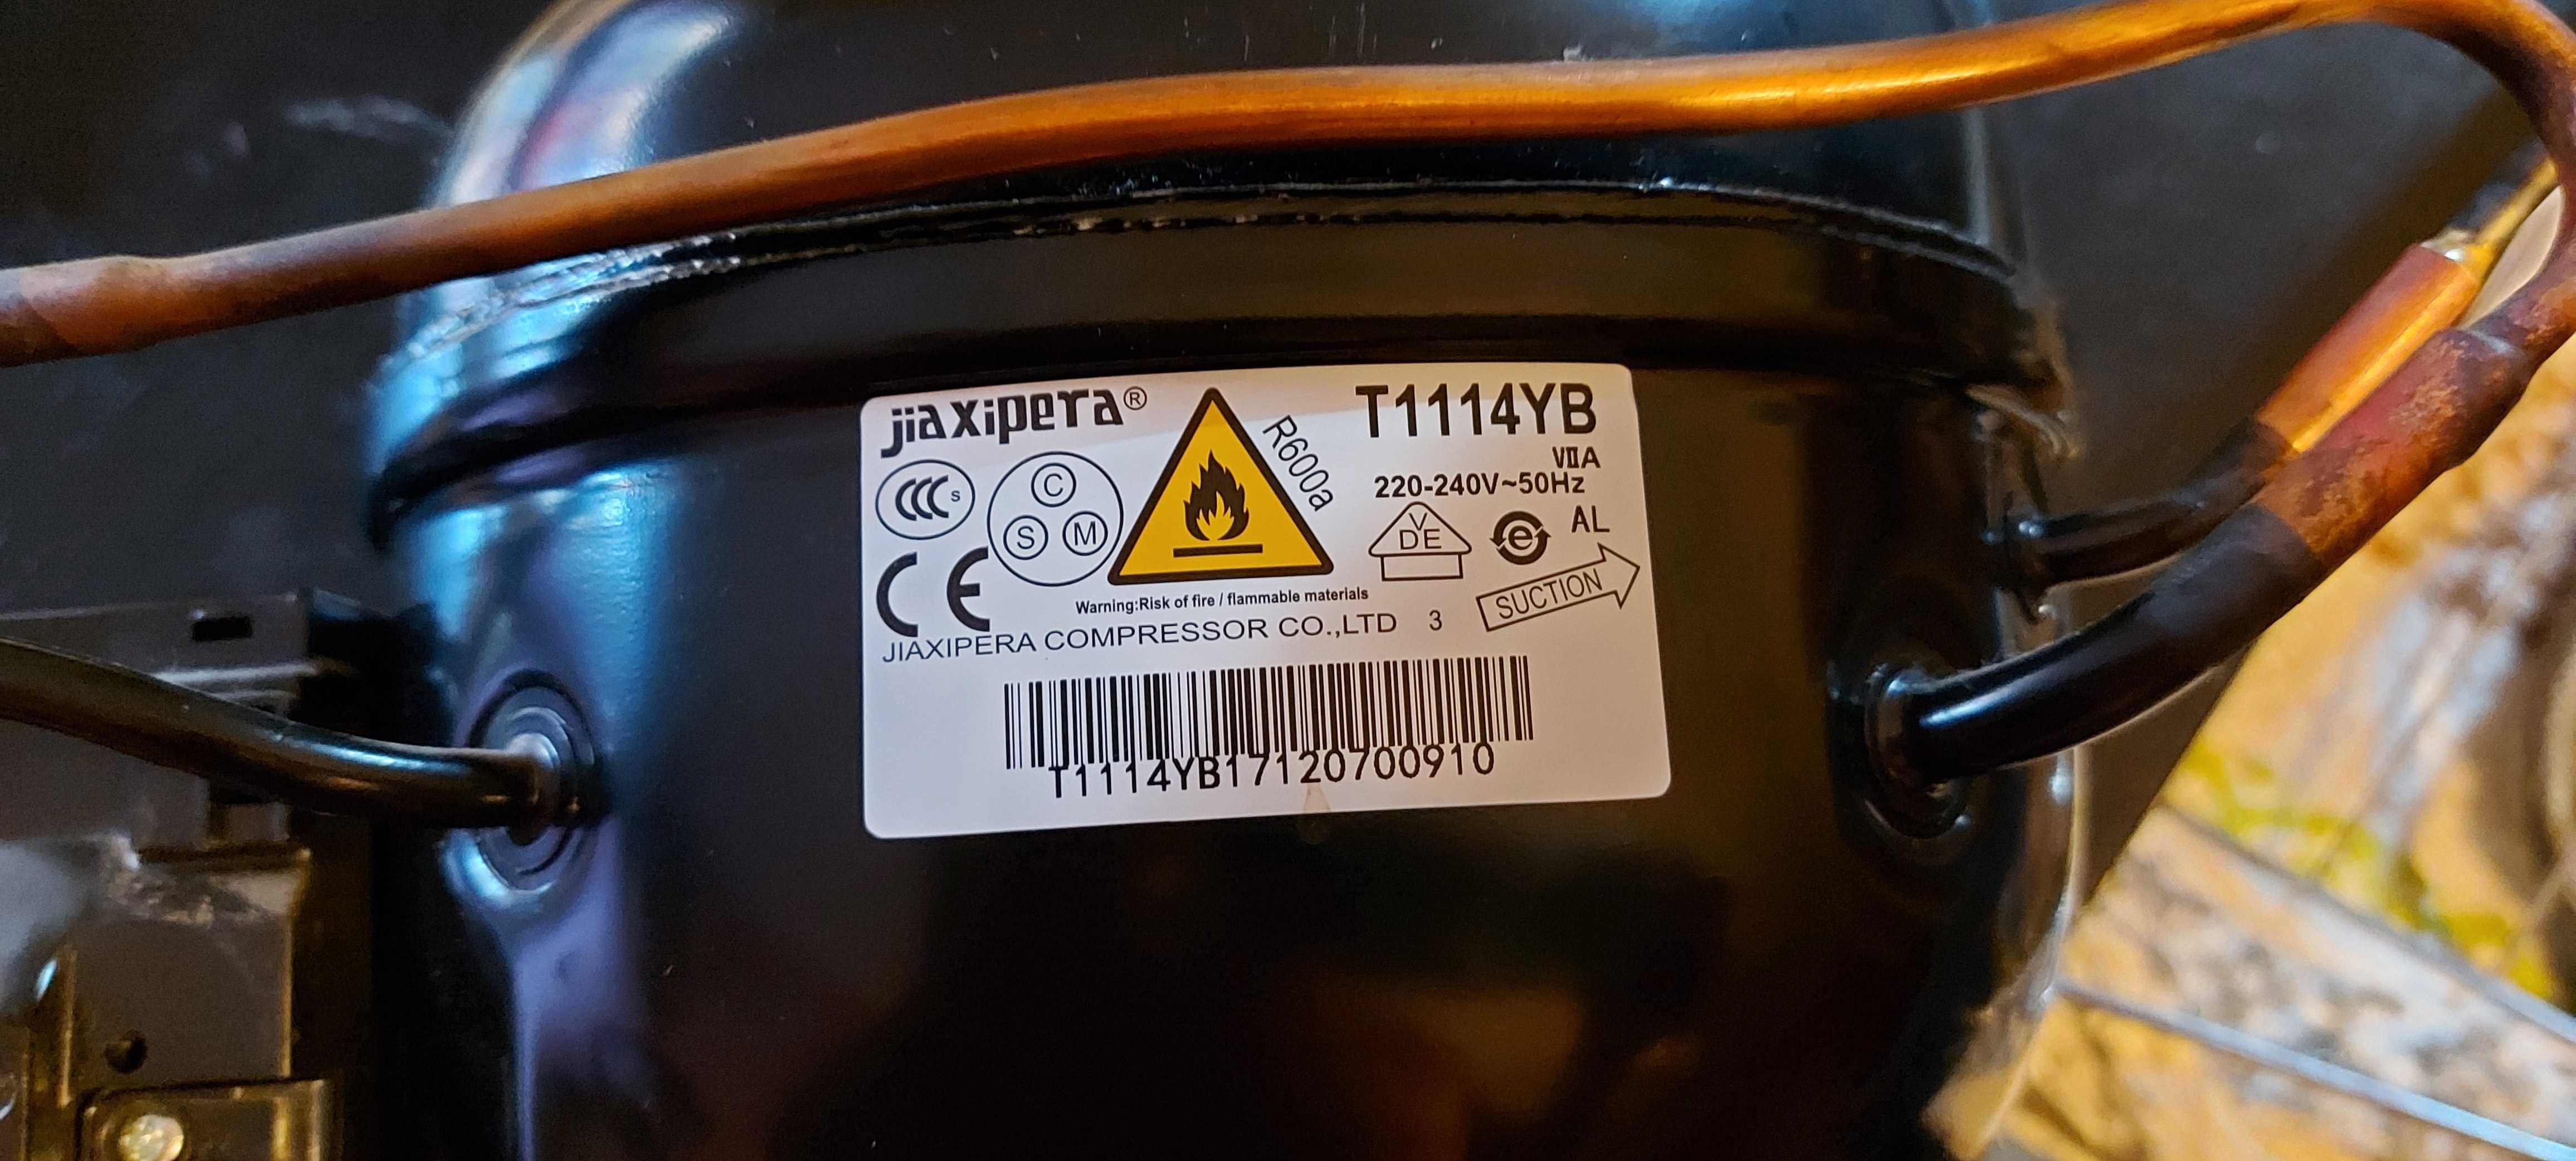 jiaxipera®
T1114YB
R600a
VIIA
220-240V~50Hz
CCC S
C
S M
VDE
e
AL
CE
SUCTION
Warning:Risk of fire / flammable materials
JIAXIPERA COMPRESSOR CO.,LTD 3
T1114YB17120700910